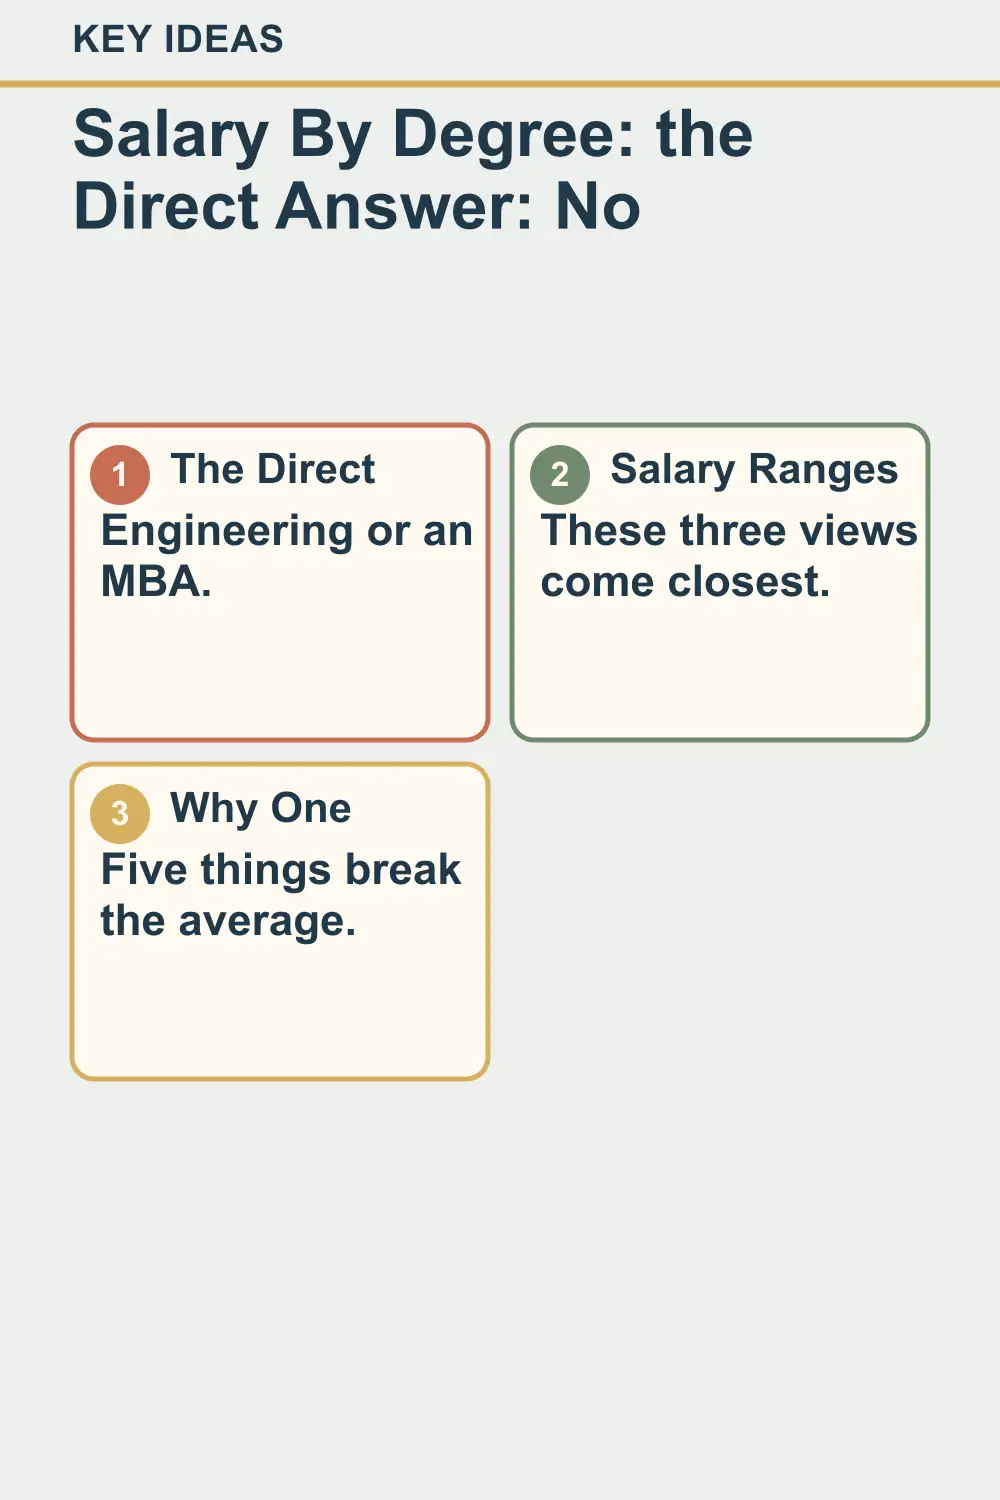 KEY IDEAS
Salary By Degree: the
Direct Answer: No
1 The Direct
Engineering or an
MBA.
2 Salary Ranges
These three views
come closest.
3 Why One
Five things break
the average.